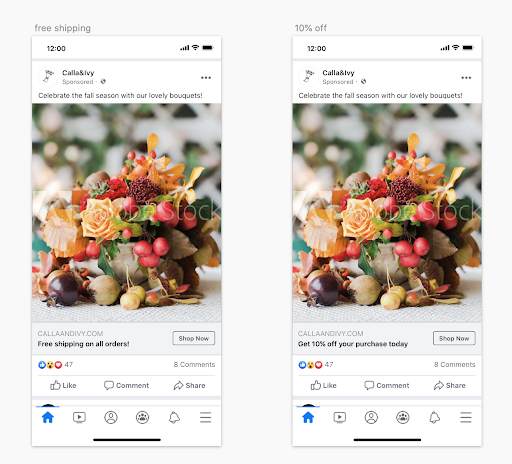 free shipping
12:00
Calla&Ivy
Sponsored ·
Celebrate the fall season with our lovely bouquets!
Stock
CALLAANDIVY.COM
Free shipping on all orders!
Shop Now
47
8 Comments
Like
Comment
Share
10% off
12:00
Calla&Ivy
Sponsored ·
Celebrate the fall season with our lovely bouquets!
Stock
CALLAANDIVY.COM
Get 10% off your purchase today
Shop Now
47
8 Comments
Like
Comment
Share